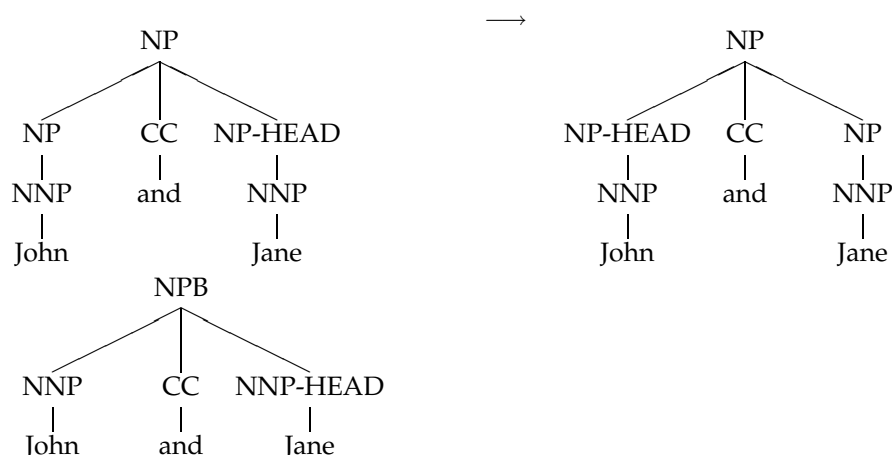 ⟶
NP NP
NP CC NP-HEAD NP-HEAD CC NP
NNP and NNP NNP and NNP
John Jane John Jane
NPB
NNP CC NNP-HEAD
John and Jane